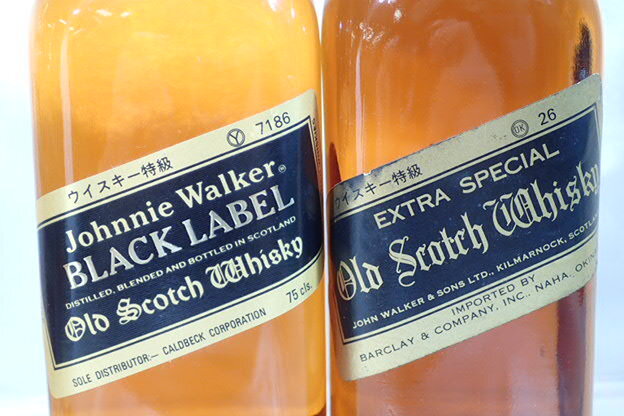 ウイスキー特級 Ⓨ 7186
Johnnie Walker
BLACK LABEL
DISTILLED, BLENDED AND BOTTLED IN SCOTLAND
Old Scotch Whisky
75 cls.
SOLE DISTRIBUTOR:— CALDBECK CORPORATION
ウイスキー特級 UK 26
EXTRA SPECIAL
Old Scotch Whisky
JOHN WALKER & SONS LTD., KILMARNOCK, SCOTL
IMPORTED BY
BARCLAY & COMPANY, INC., NAHA, OKIN